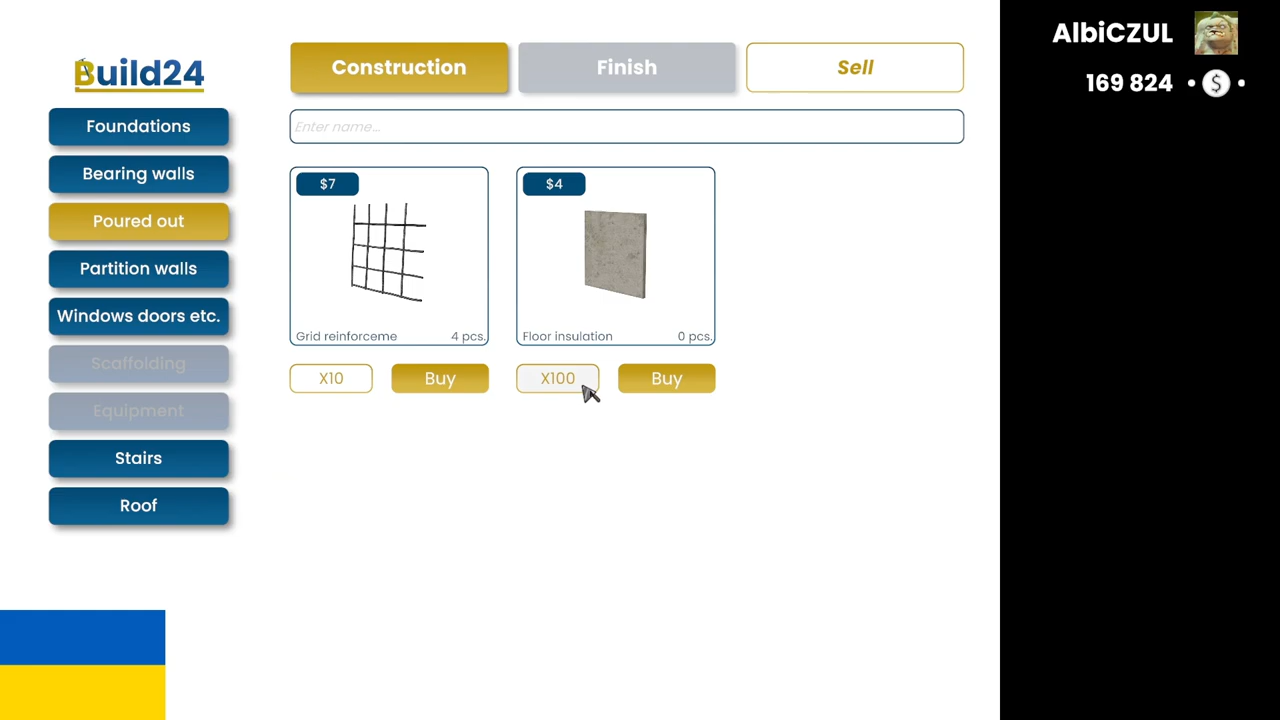 AlbiCZUL
169 824
$
Build24
Construction
Finish
Sell
Enter name...
Foundations
Bearing walls
Poured out
Partition walls
Windows doors etc.
Scaffolding
Equipment
Stairs
Roof
$7
Grid reinforceme
4 pcs.
X10
Buy
$4
Floor insulation
0 pcs.
X100
Buy